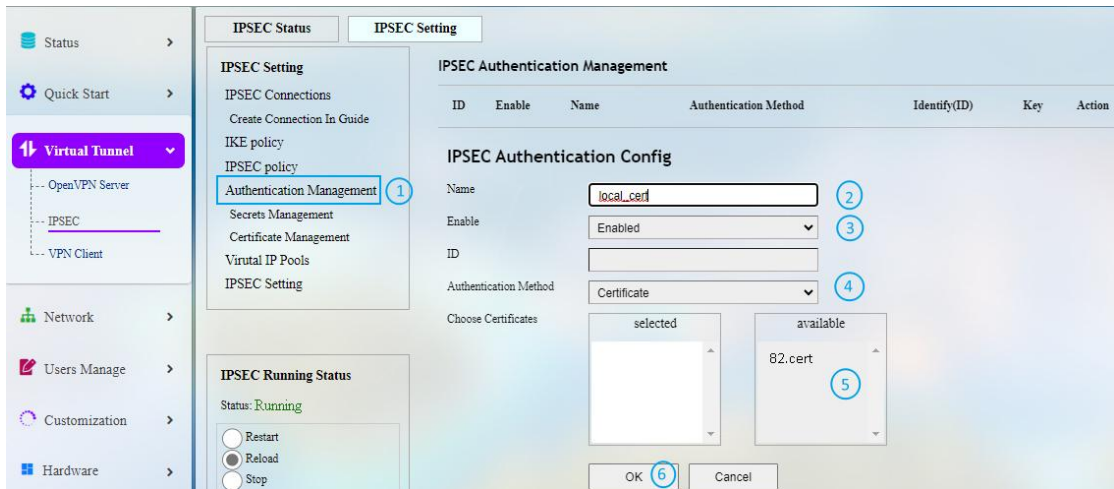 IPSEC Status
IPSEC Setting
Status
Quick Start
Virtual Tunnel
OpenVPN Server
IPSEC
VPN Client
Network
Users Manage
Customization
Hardware
IPSEC Setting
IPSEC Connections
Create Connection In Guide
IKE policy
IPSEC policy
Authentication Management 1
Secrets Management
Certificate Management
Virutal IP Pools
IPSEC Setting
IPSEC Running Status
Status: Running
Restart
Reload
Stop
IPSEC Authentication Management
ID Enable Name Authentication Method Identify(ID) Key Action
IPSEC Authentication Config
Name local_cert 2
Enable Enabled 3
ID
Authentication Method Certificate 4
Choose Certificates selected available
82.cert
5
OK 6 Cancel